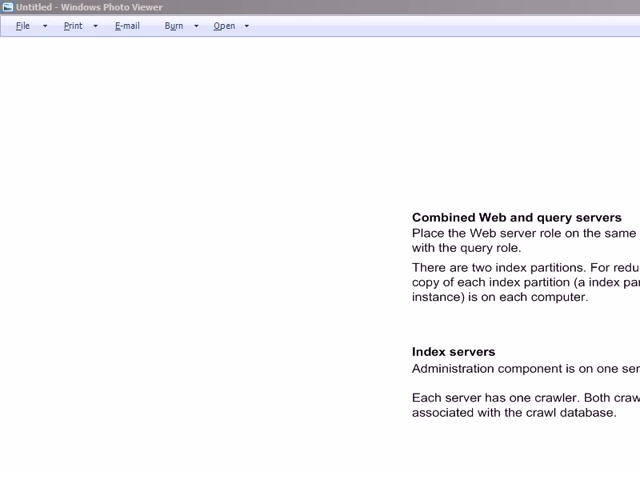 Untitled - Windows Photo Viewer
File Print E-mail Burn Open
Combined Web and query servers
Place the Web server role on the same
with the query role.
There are two index partitions. For redu
copy of each index partition (a index pa
instance) is on each computer.
Index servers
Administration component is on one ser
Each server has one crawler. Both craw
associated with the crawl database.